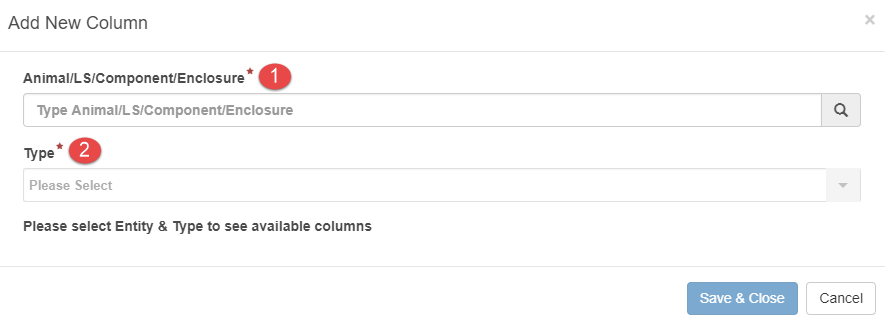 Add New Column ×
Animal/LS/Component/Enclosure* 1
Type Animal/LS/Component/Enclosure
Type* 2
Please Select
Please select Entity & Type to see available columns
Save & Close Cancel